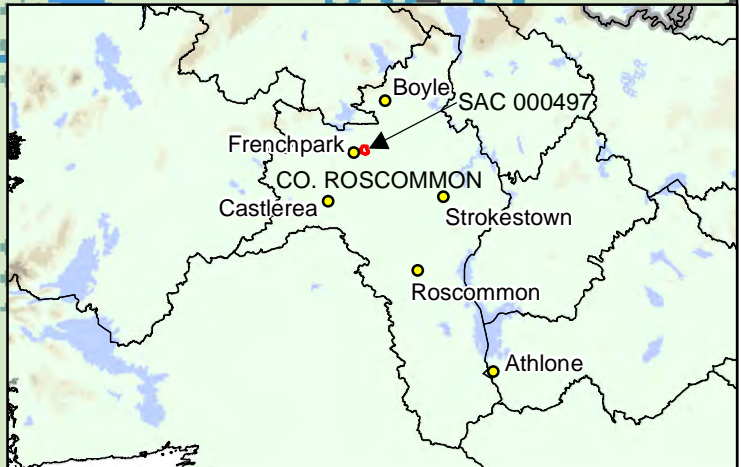 Boyle
SAC 000497
Frenchpark
CO. ROSCOMMON
Castlerea
Strokestown
Roscommon
Athlone